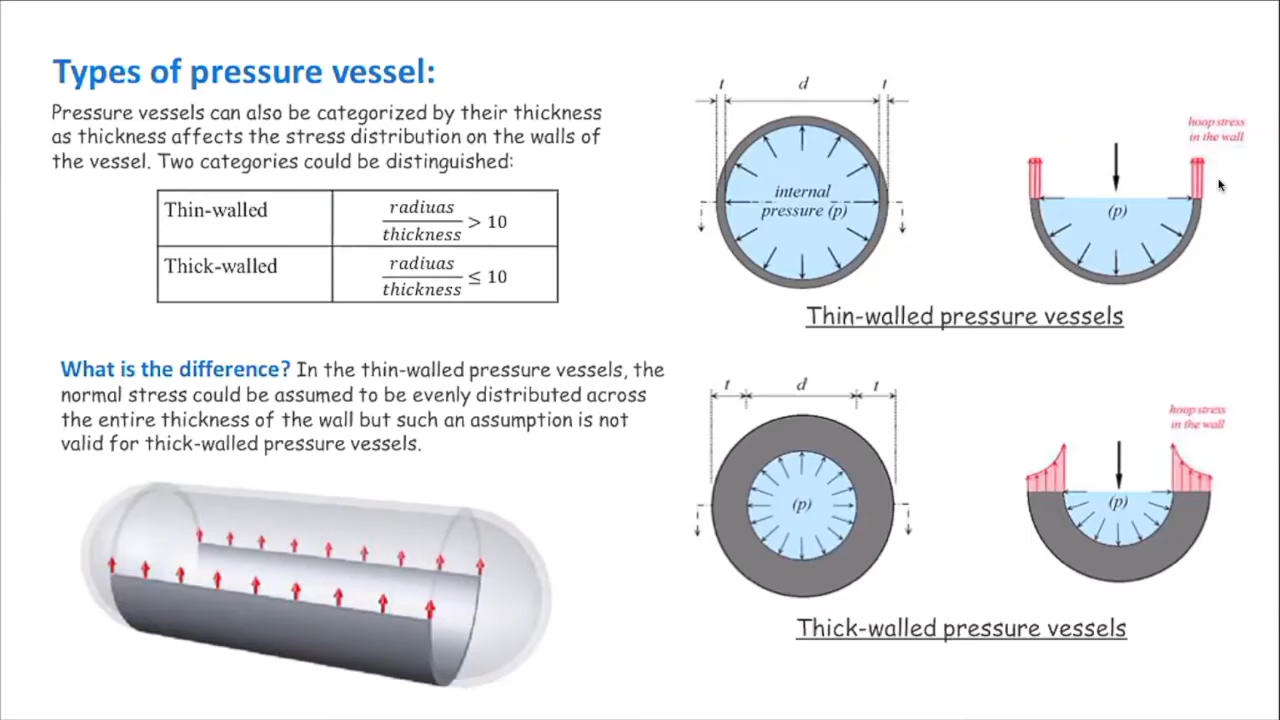 Types of pressure vessel:
Pressure vessels can also be categorized by their thickness
as thickness affects the stress distribution on the walls of
the vessel. Two categories could be distinguished:
Thin-walled
radiuas
thickness > 10
Thick-walled
radiuas
thickness ≤ 10
What is the difference? In the thin-walled pressure vessels, the
normal stress could be assumed to be evenly distributed across
the entire thickness of the wall but such an assumption is not
valid for thick-walled pressure vessels.
t d t
internal
pressure (p)
hoop stress
in the wall
(p)
Thin-walled pressure vessels
t d t
(p)
hoop stress
in the wall
(p)
Thick-walled pressure vessels